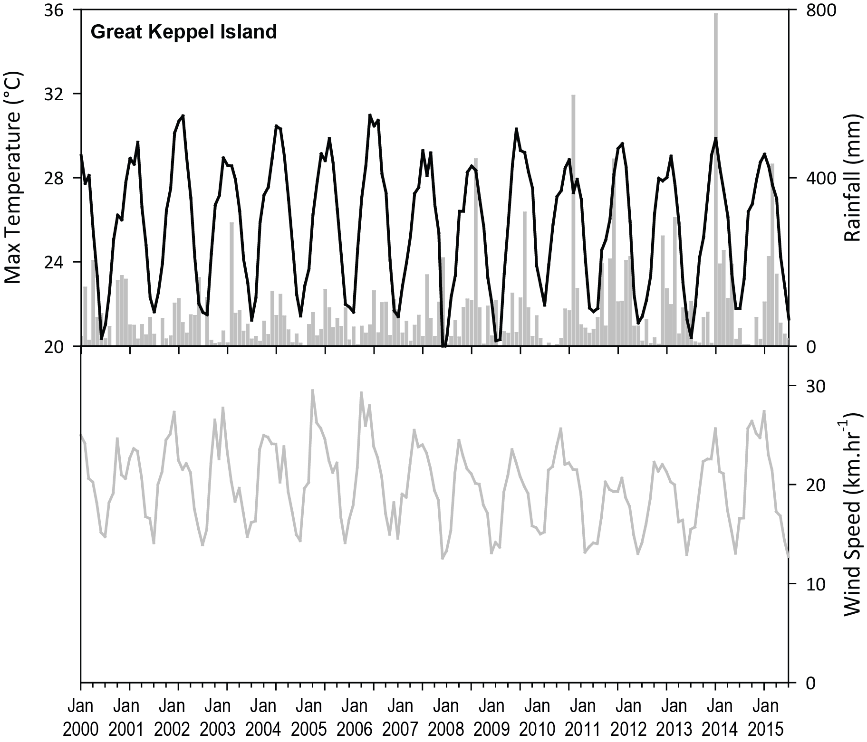 Great Keppel Island
Max Temperature (°C)
36
32
28
24
20
800
400
0
Rainfall (mm)
30
20
10
0
Wind Speed (km.hr⁻¹)
Jan Jan Jan Jan Jan Jan Jan Jan Jan Jan Jan Jan Jan Jan Jan
2000 2001 2002 2003 2004 2005 2006 2007 2008 2009 2010 2011 2012 2013 2014 2015